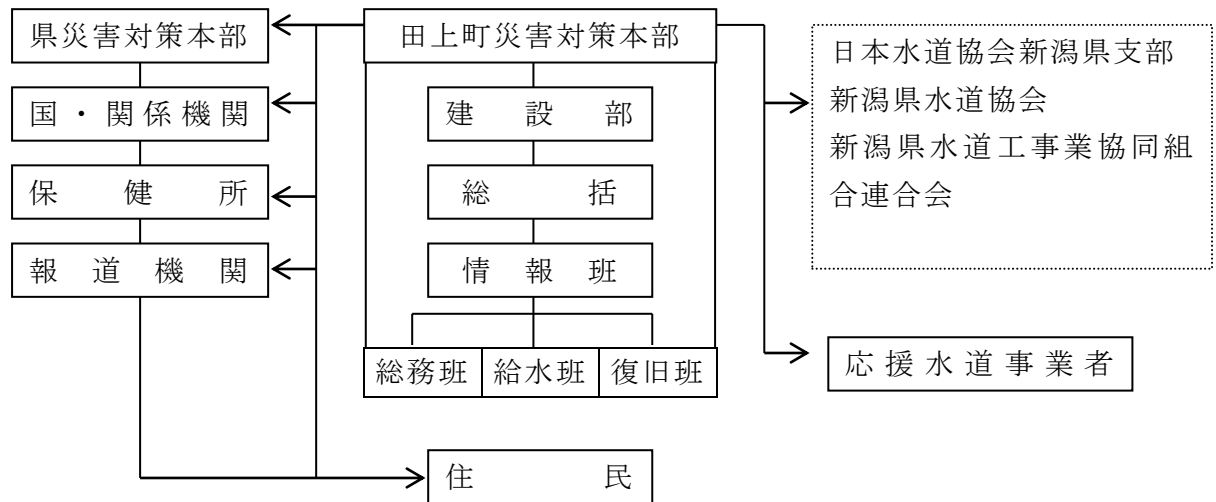 県災害対策本部
国・関係機関
保健所
報道機関
田上町災害対策本部
建設部
総括
情報班
総務班
給水班
復旧班
住民
日本水道協会新潟県支部
新潟県水道協会
新潟県水道工事業協同組
合連合会
応援水道事業者